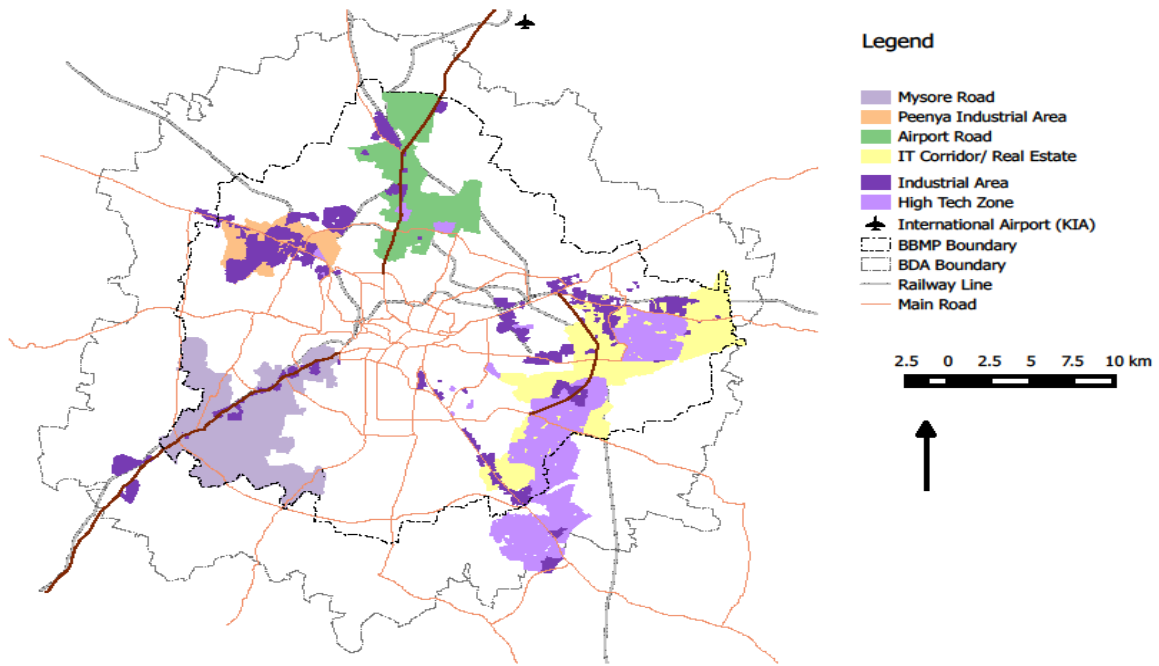 Legend
Mysore Road
Peenya Industrial Area
Airport Road
IT Corridor/ Real Estate
Industrial Area
High Tech Zone
International Airport (KIA)
BBMP Boundary
BDA Boundary
Railway Line
Main Road
2.5 0 2.5 5 7.5 10 km